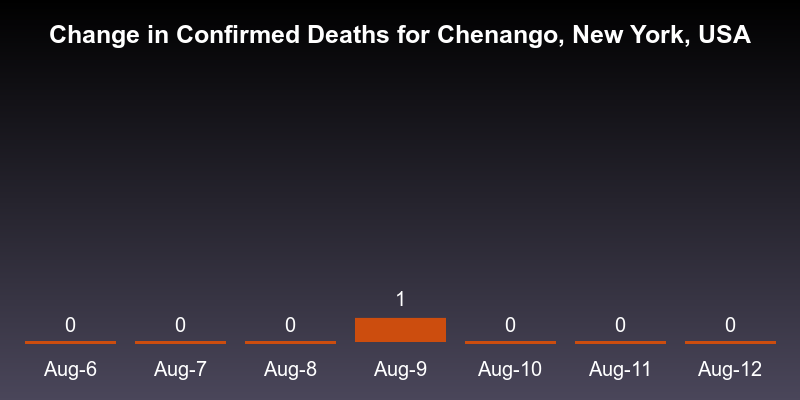 Change in Confirmed Deaths for Chenango, New York, USA
1
0 0 0 0 0 0
Aug-6 Aug-7 Aug-8 Aug-9 Aug-10 Aug-11 Aug-12